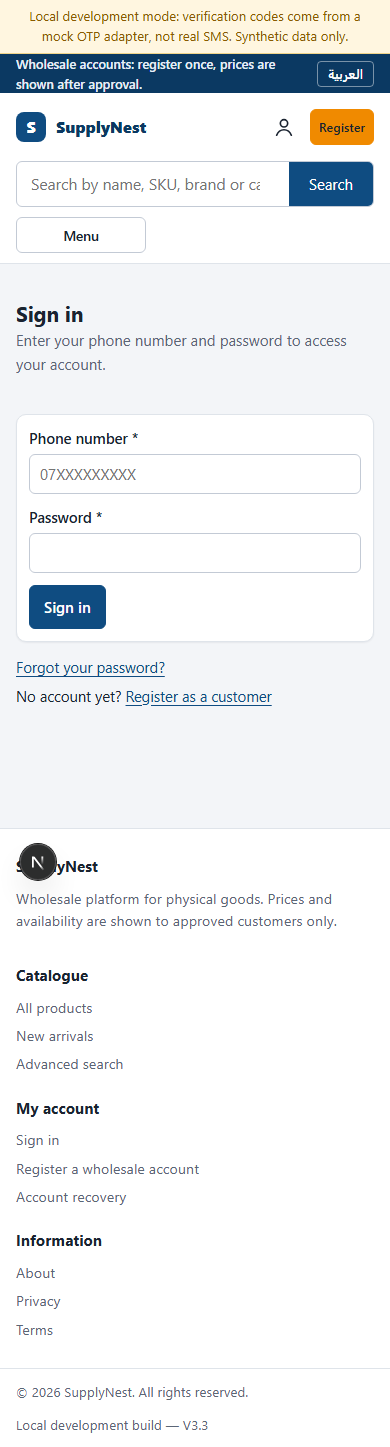 Local development mode: verification codes come from a
mock OTP adapter, not real SMS. Synthetic data only.
Wholesale accounts: register once, prices are
shown after approval.
العربية
S SupplyNest
Register
Search by name, SKU, brand or ca
Search
Menu
Sign in
Enter your phone number and password to access
your account.
Phone number *
07XXXXXXXXX
Password *
Sign in
Forgot your password?
No account yet? Register as a customer
N
yNest
Wholesale platform for physical goods. Prices and
availability are shown to approved customers only.
Catalogue
All products
New arrivals
Advanced search
My account
Sign in
Register a wholesale account
Account recovery
Information
About
Privacy
Terms
© 2026 SupplyNest. All rights reserved.
Local development build — V3.3